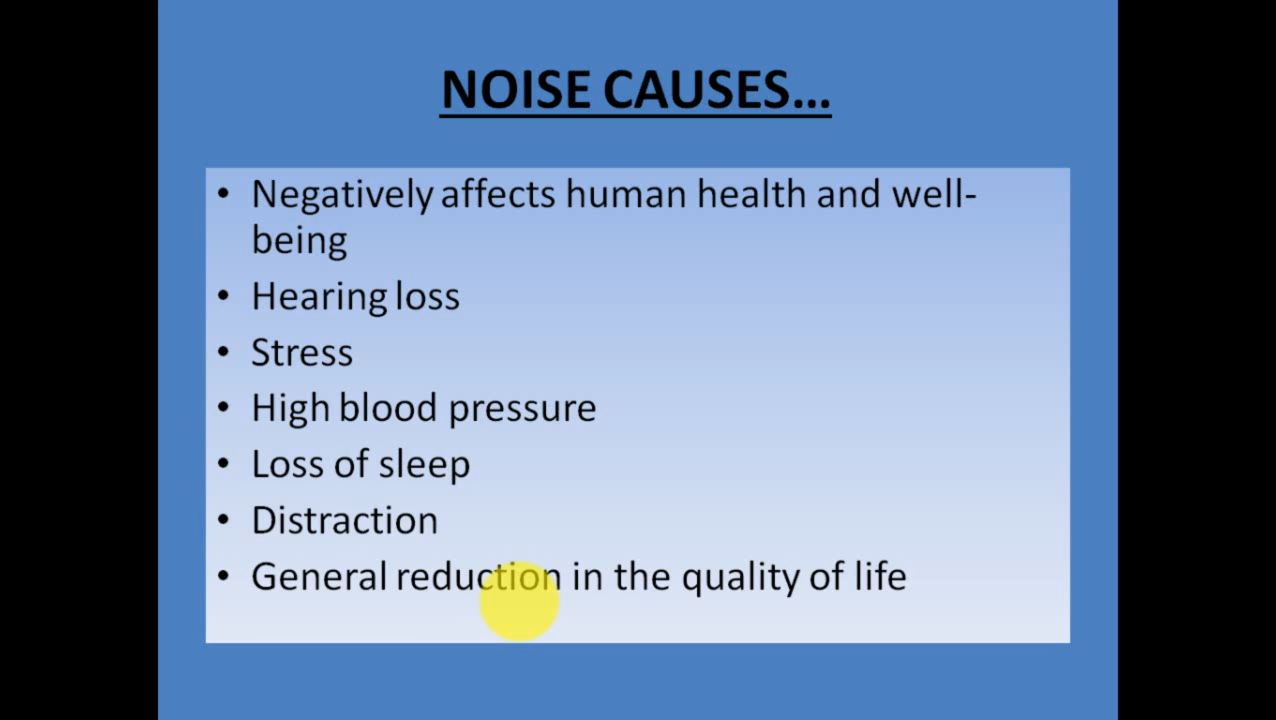 NOISE CAUSES...
• Negatively affects human health and well-
being
• Hearing loss
• Stress
• High blood pressure
• Loss of sleep
• Distraction
• General reduction in the quality of life